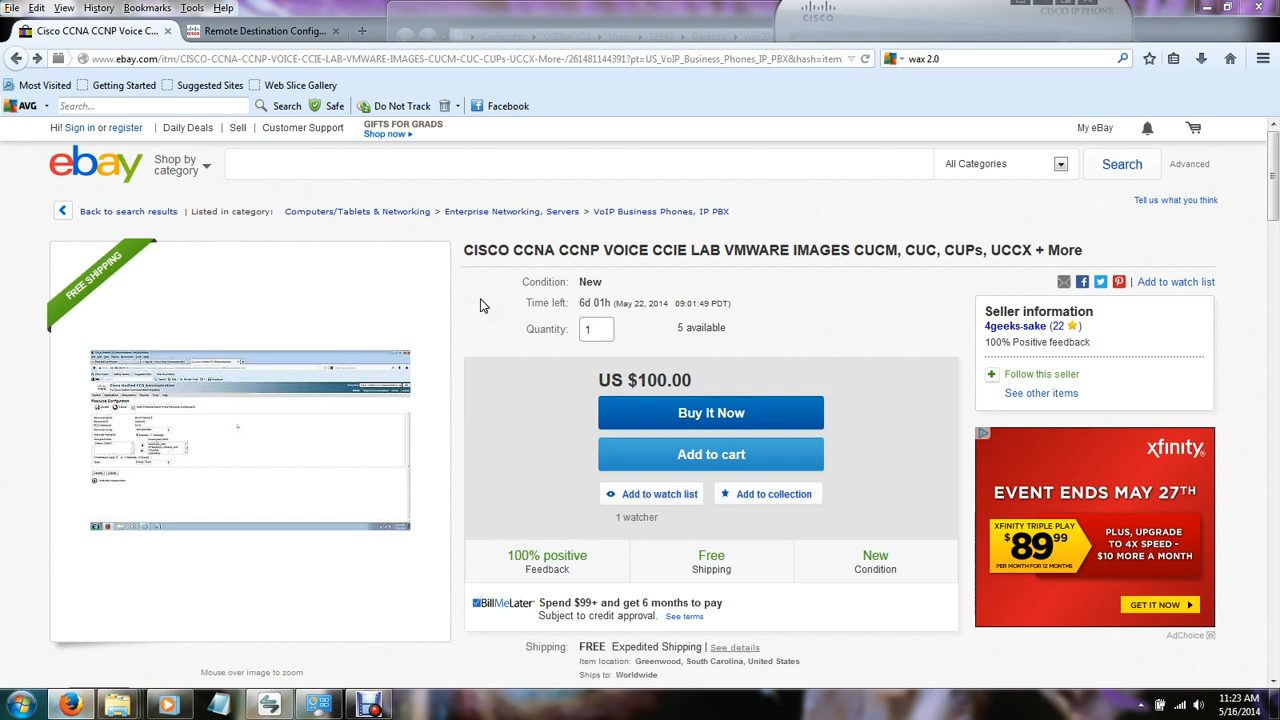 File Edit View History Bookmarks Tools Help
CISCO
CISCO IP PHONE
Cisco CCNA CCNP Voice C...
Remote Destination Config...
www.ebay.com/itm/CISCO-CCNA-CCNP-VOICE-CCIE-LAB-VMWARE-IMAGES-CUCM-CUC-CUPs-UCCX-More-/261481144391?pt=US_VoIP_Business_Phones_IP_PBX&hash=item.
wax 2.0
Most Visited Getting Started Suggested Sites Web Slice Gallery
AVG Search... Search Safe Do Not Track Facebook
Hi! Sign in or register Daily Deals Sell Customer Support
GIFTS FOR GRADS
Shop now
My eBay
ebay
Shop by category
All Categories
Search
Advanced
Tell us what you think
Back to search results | Listed in category: Computers/Tablets & Networking > Enterprise Networking, Servers > VoIP Business Phones, IP PBX
FREE SHIPPING
CISCO CCNA CCNP VOICE CCIE LAB VMWARE IMAGES CUCM, CUC, CUPs, UCCX + More
Condition: New
Time left: 6d 01h (May 22, 2014 09:01:49 PDT)
Quantity: 1 5 available
US $100.00
Buy It Now
Add to cart
Add to watch list
Add to collection
1 watcher
100% positive Feedback
Free Shipping
New Condition
BillMeLater Spend $99+ and get 6 months to pay
Subject to credit approval. See terms
Shipping: FREE Expedited Shipping | See details
Item location: Greenwood, South Carolina, United States
Ships to: Worldwide
Mouse over image to zoom
| Add to watch list
Seller information
4geeks-sake (22 )
100% Positive feedback
Follow this seller
See other items
xfinity
EVENT ENDS MAY 27TH
XFINITY TRIPLE PLAY
$89.99
PER MONTH FOR 12 MONTHS
PLUS, UPGRADE
TO 4X SPEED -
$10 MORE A MONTH
GET IT NOW
AdChoice
11:23 AM
5/16/2014